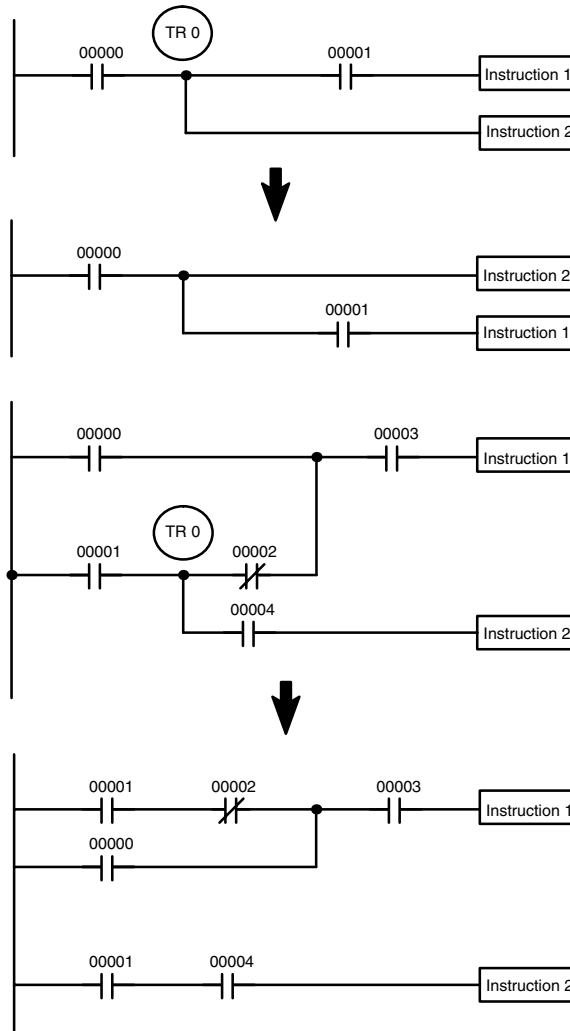 TR 0
00000 00001
Instruction 1
Instruction 2
00000
Instruction 2
00001
Instruction 1
00000 00003
Instruction 1
TR 0
00001 00002
00004
Instruction 2
00001 00002 00003
Instruction 1
00000
00001 00004
Instruction 2